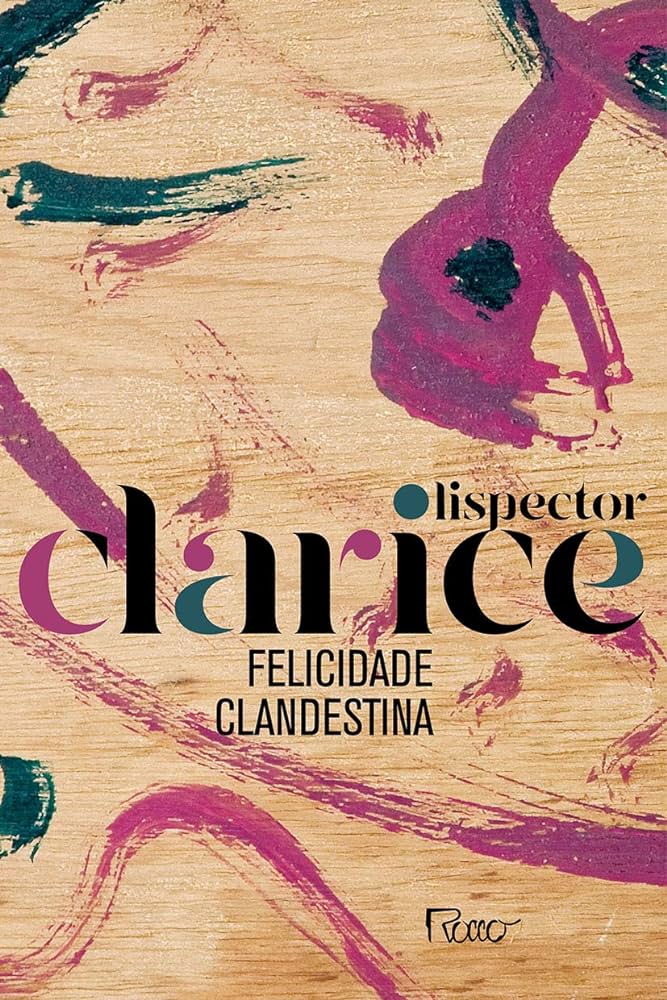 lispector
clarice
FELICIDADE
CLANDESTINA
Rocco